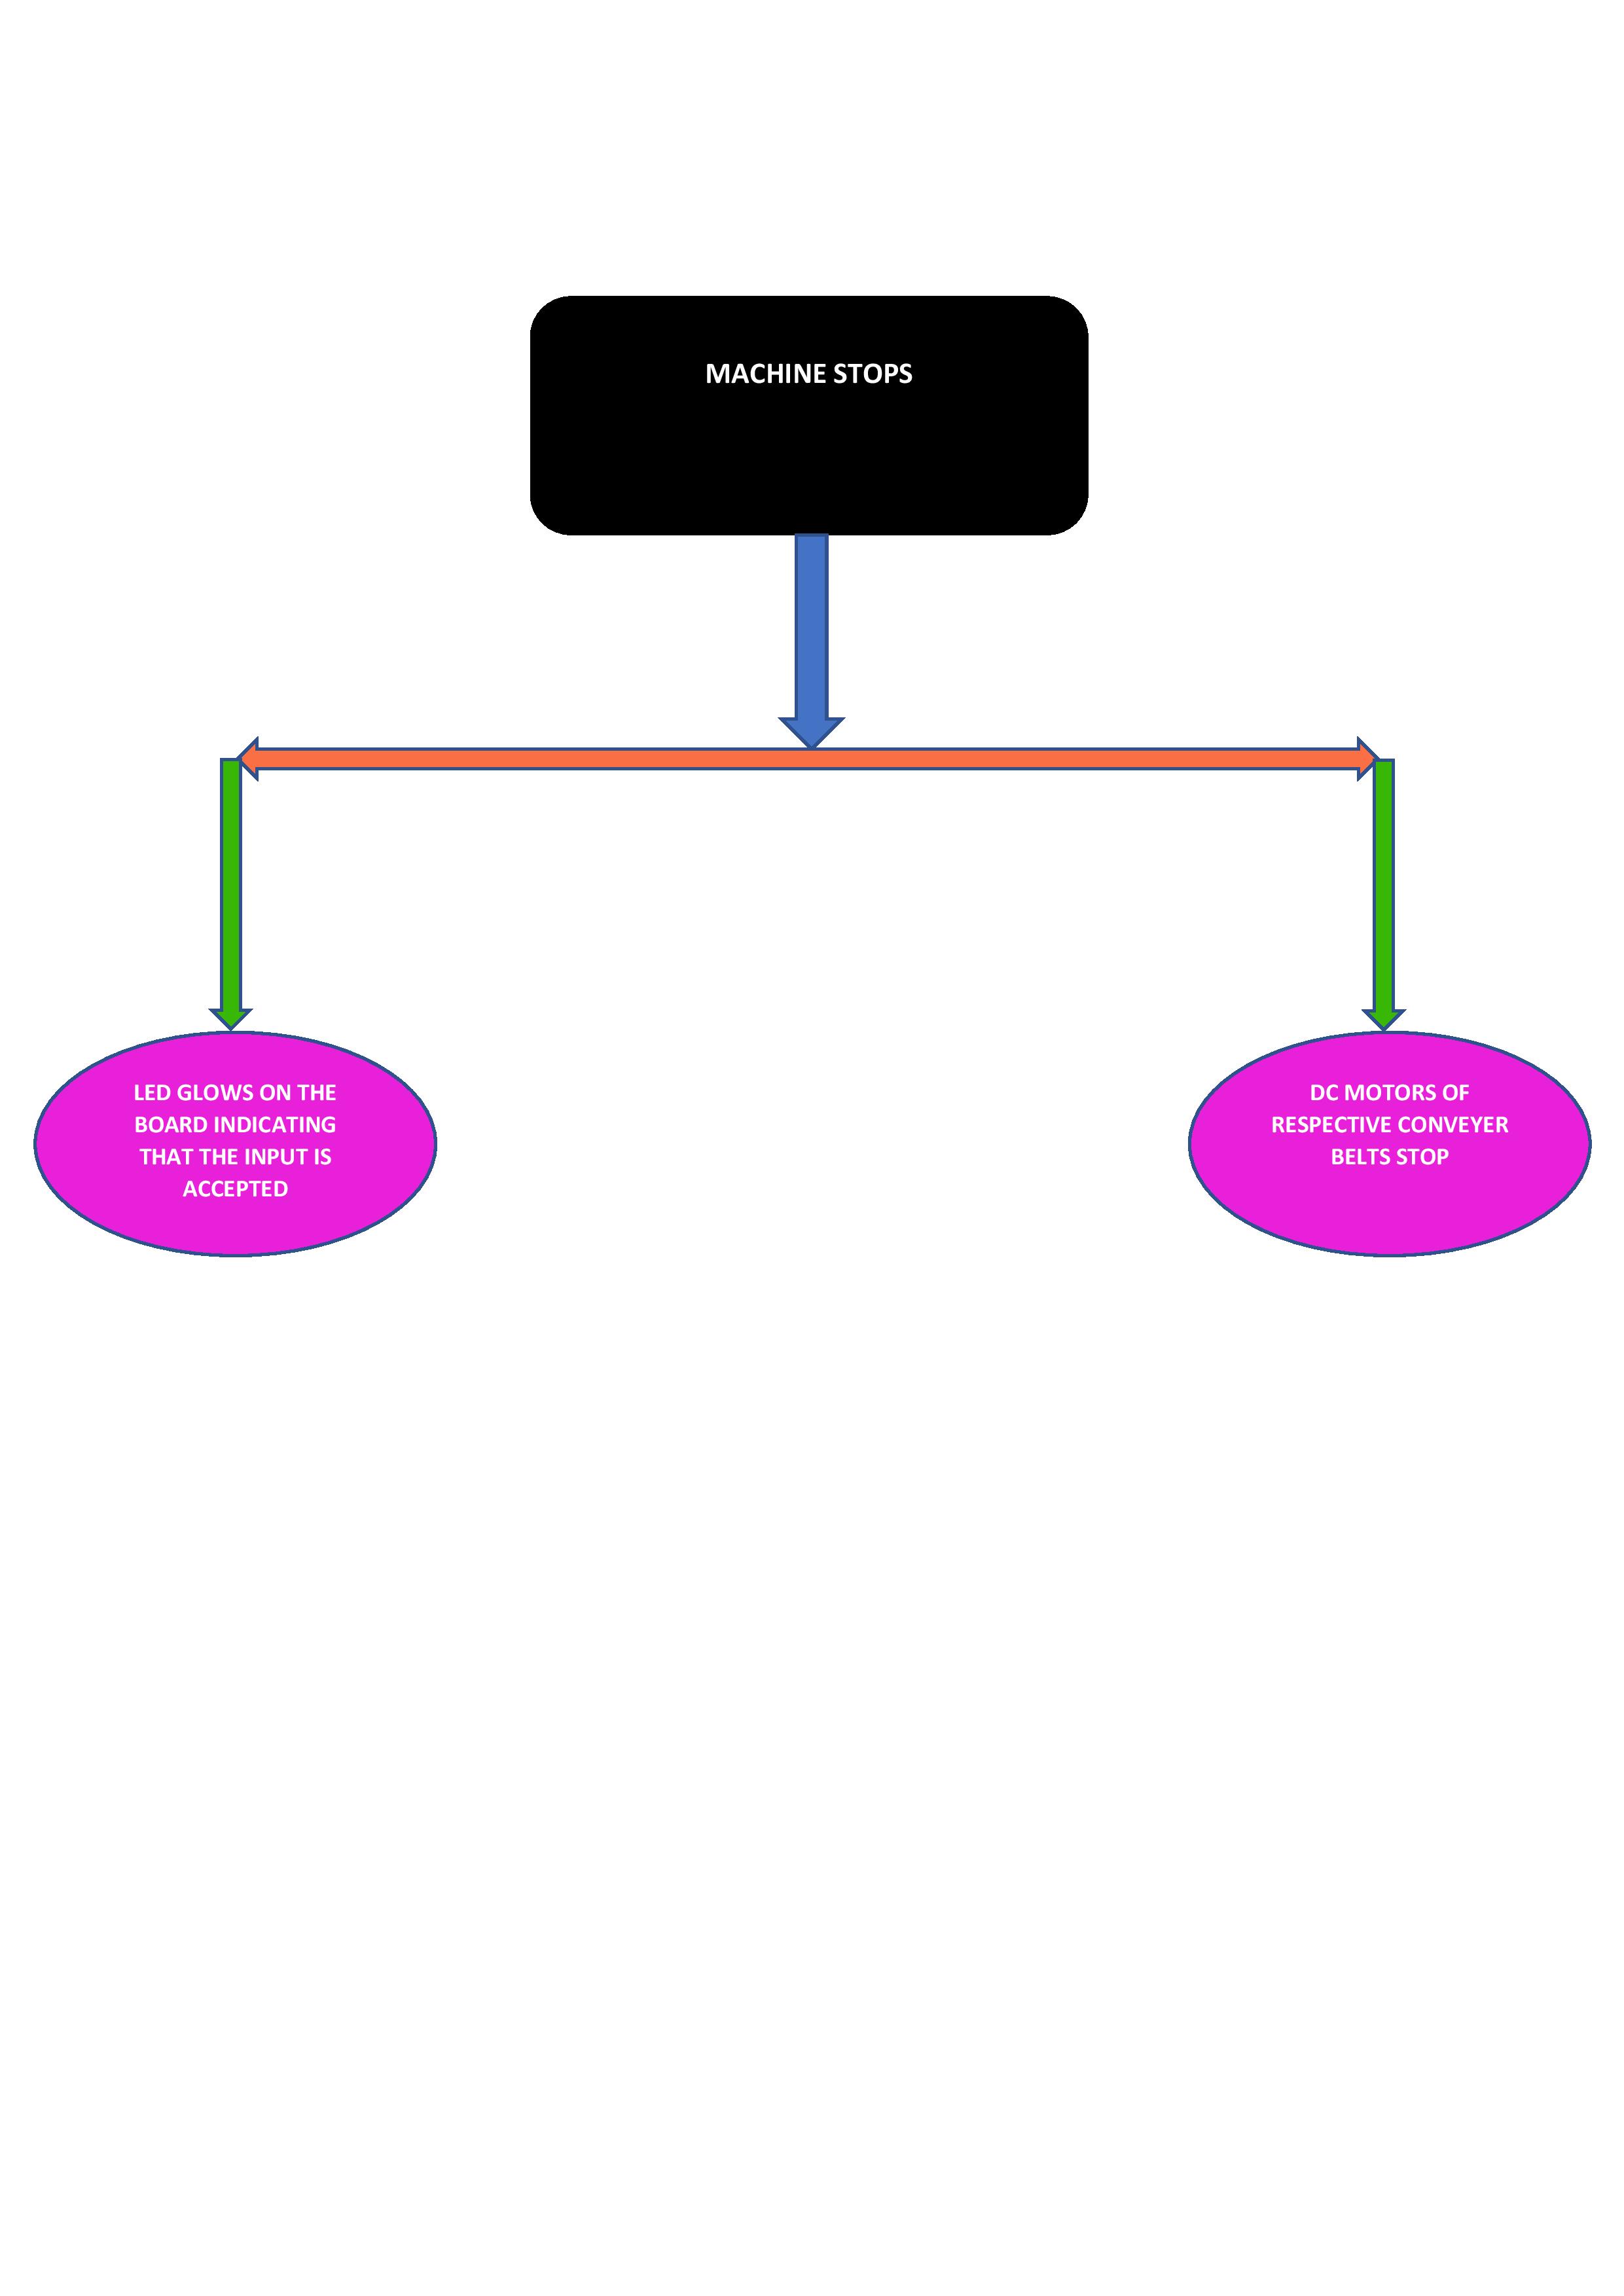 MACHINE STOPS
LED GLOWS ON THE
BOARD INDICATING
THAT THE INPUT IS
ACCEPTED
DC MOTORS OF
RESPECTIVE CONVEYER
BELTS STOP